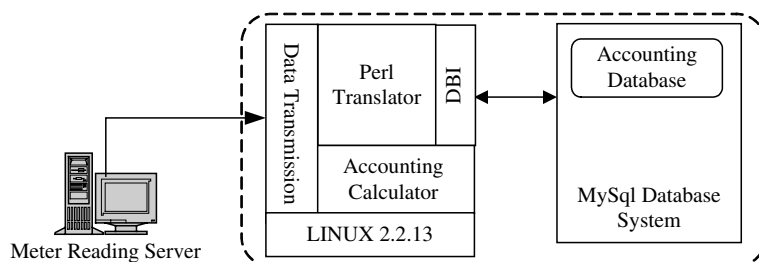 Data Transmission
Perl
Translator
DBI
Accounting
Calculator
LINUX 2.2.13
Accounting
Database
MySql Database
System
Meter Reading Server